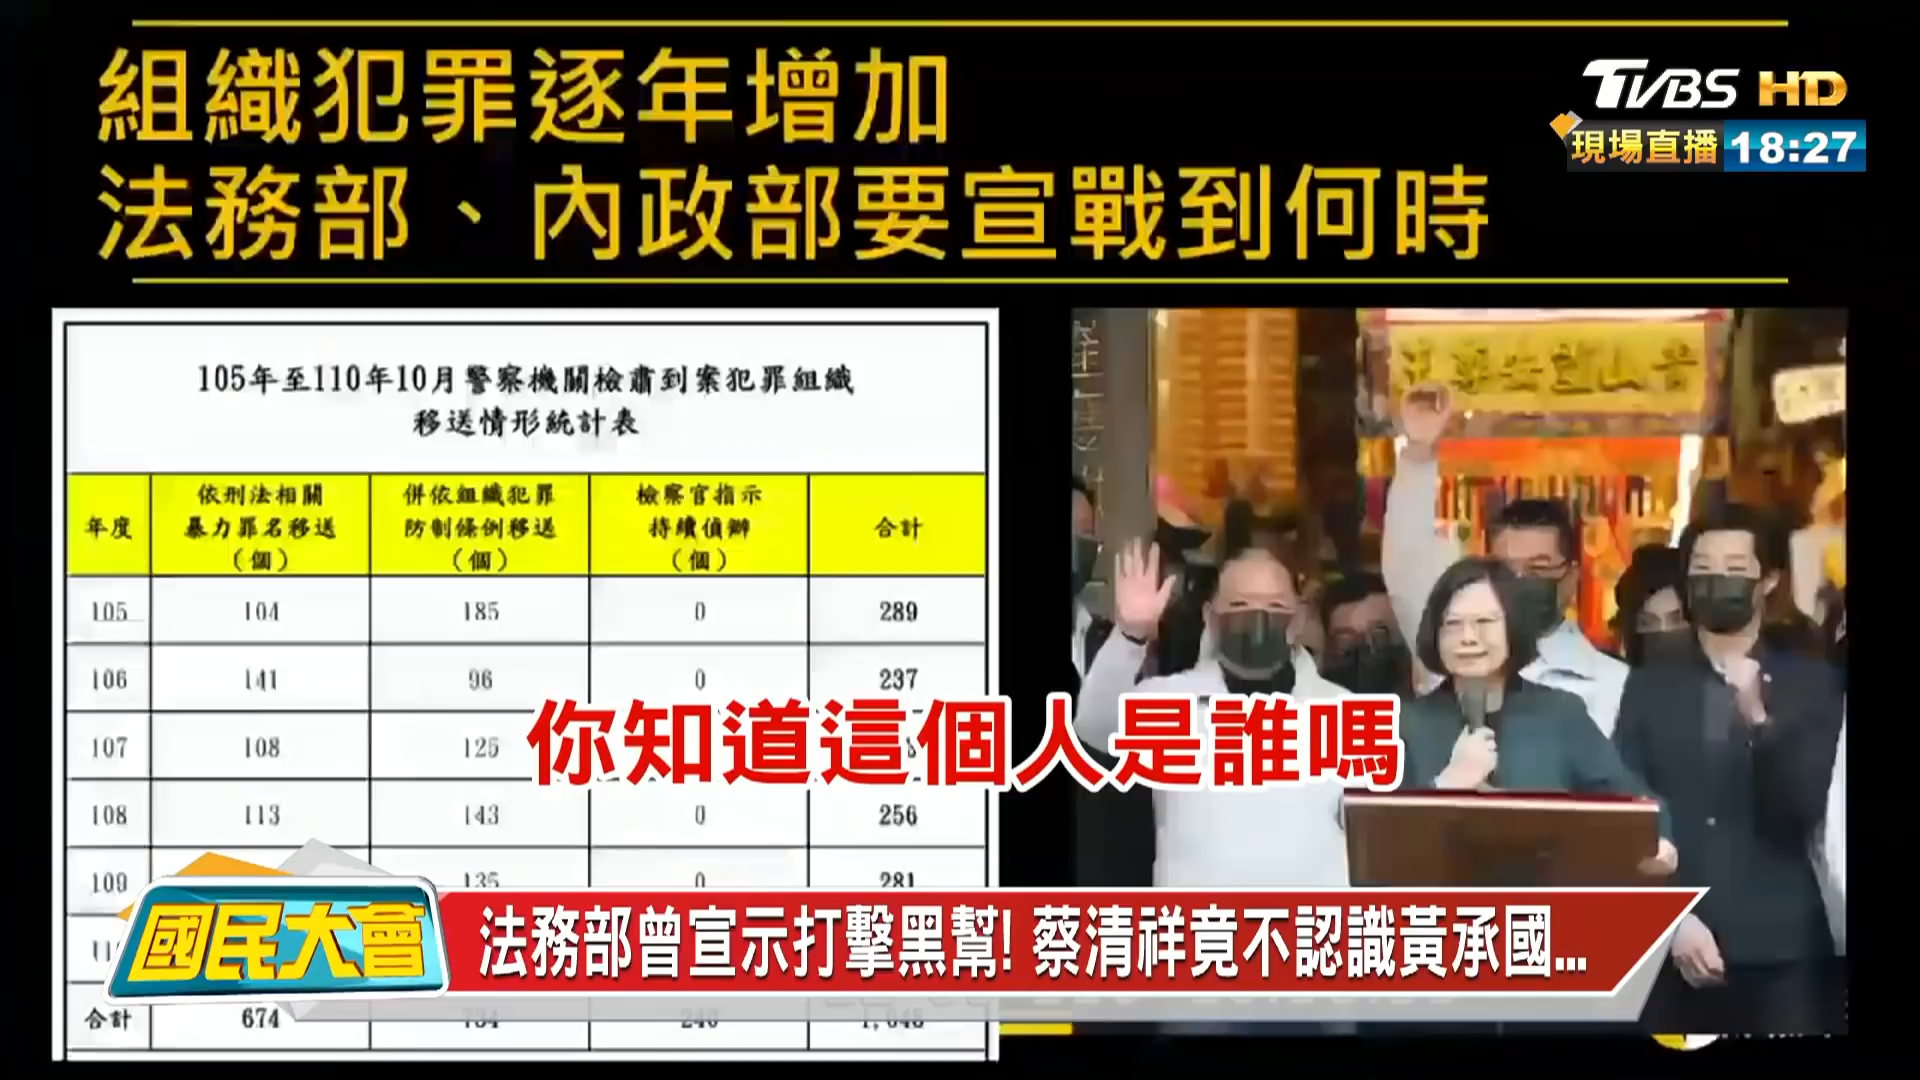 組織犯罪逐年增加
法務部、內政部要宣戰到何時
TVBS HD
現場直播 18:27
105年至110年10月警察機關檢肅到案犯罪組織
移送情形統計表
年度 依刑法相關暴力罪名移送（個） 併依組織犯罪防制條例移送（個） 檢察官指示持續偵辦（個） 合計
105 104 185 0 289
106 141 96 0 237
107 108 125
108 113 143 0 256
109 135 0 281
合計 674
普山壇安樂法
你知道這個人是誰嗎
國民大會
法務部曾宣示打擊黑幫! 蔡清祥竟不認識黃承國...